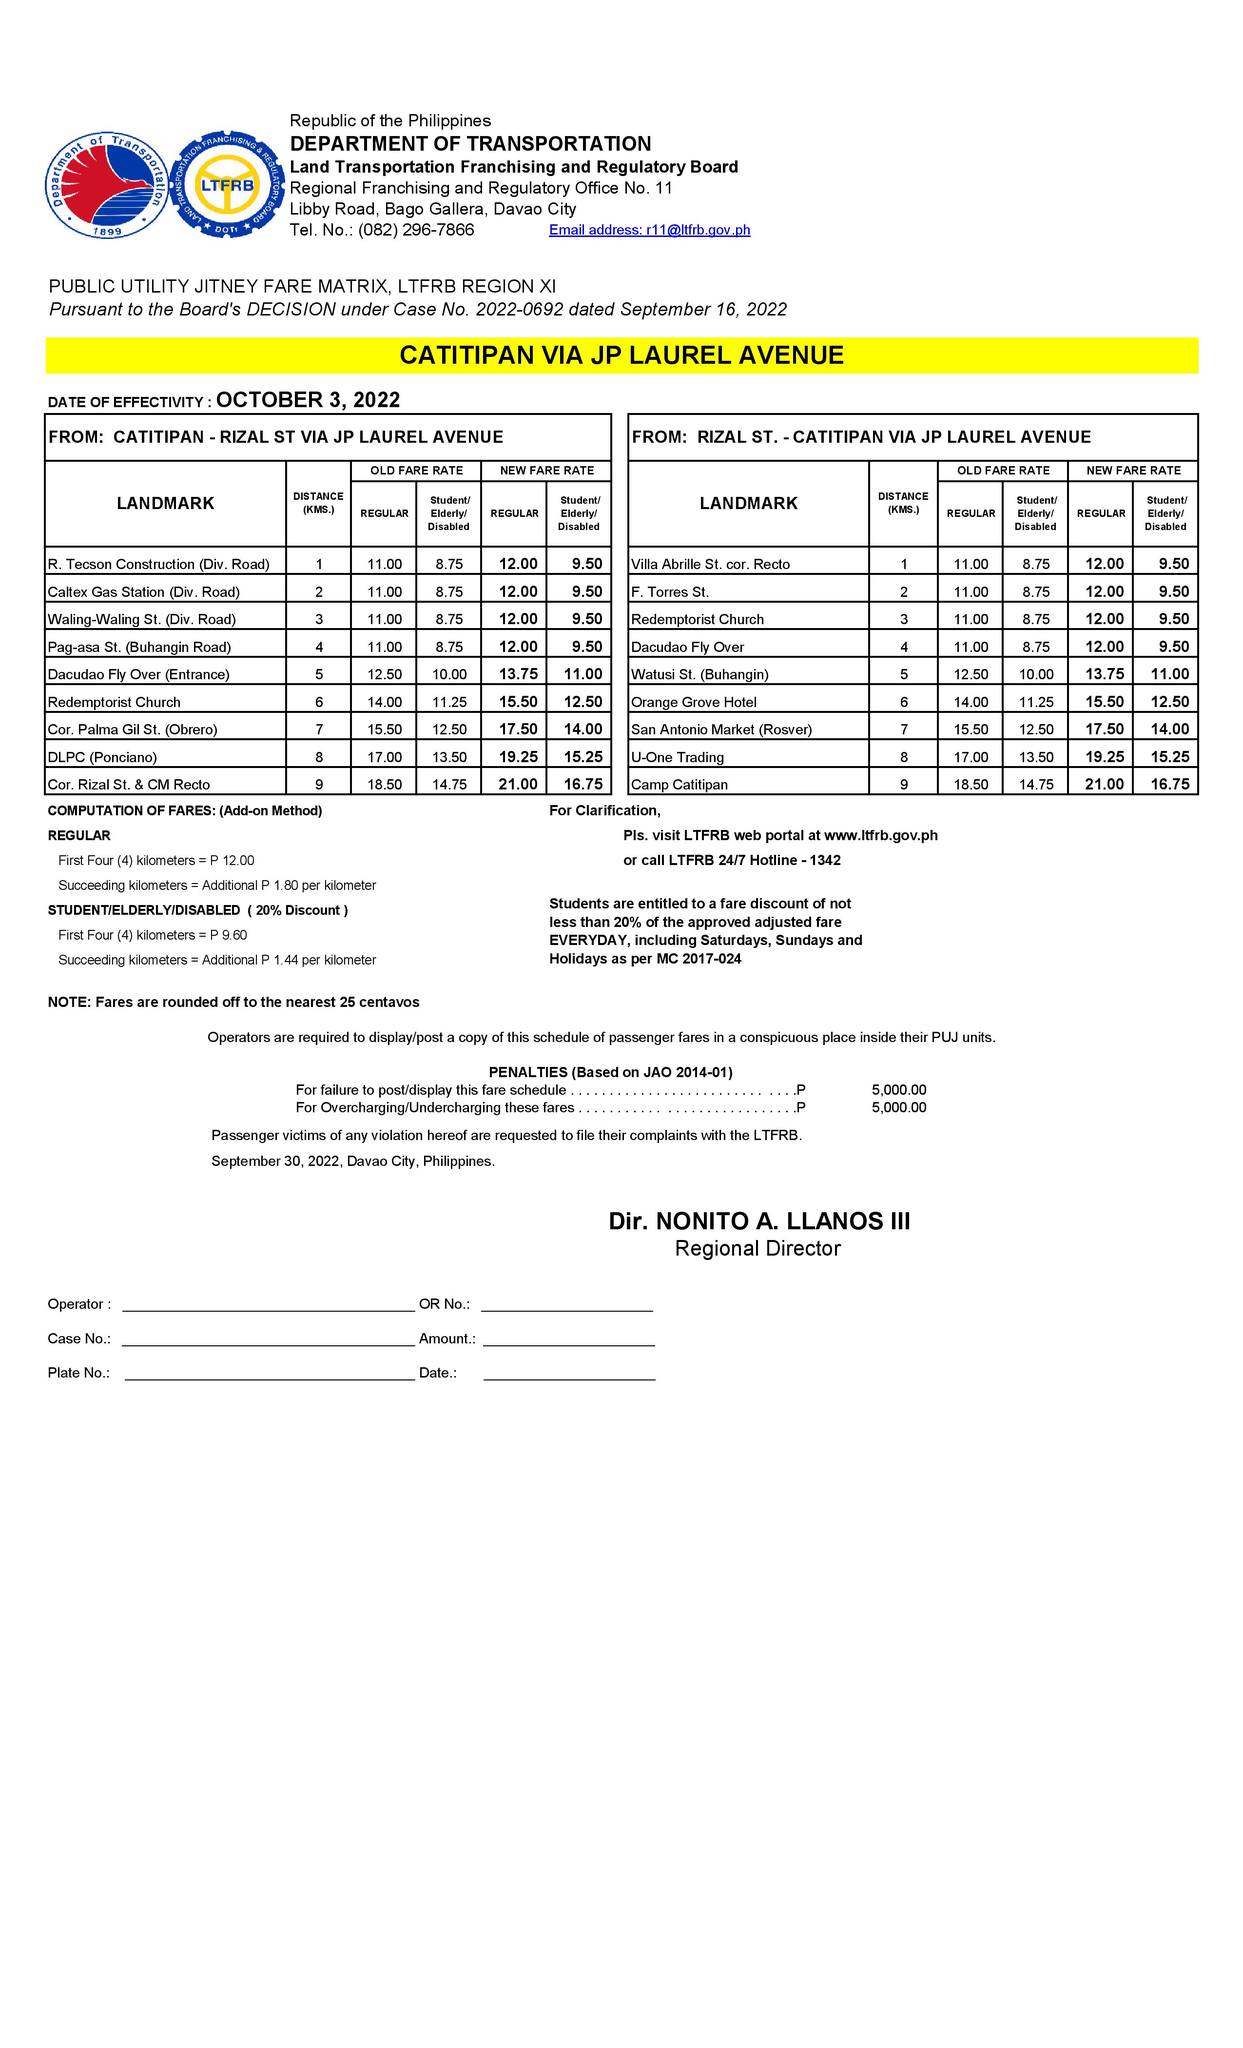 Republic of the Philippines
DEPARTMENT OF TRANSPORTATION
Land Transportation Franchising and Regulatory Board
Regional Franchising and Regulatory Office No. 11
Libby Road, Bago Gallera, Davao City
Tel. No.: (082) 296-7866 Email address: r11@ltfrb.gov.ph
Department of Transportation
1899
LAND TRANSPORTATION FRANCHISING & REGULATORY BOARD
LTFRB
DOTr
PUBLIC UTILITY JITNEY FARE MATRIX, LTFRB REGION XI
Pursuant to the Board's DECISION under Case No. 2022-0692 dated September 16, 2022
CATITIPAN VIA JP LAUREL AVENUE
DATE OF EFFECTIVITY : OCTOBER 3, 2022
FROM: CATITIPAN - RIZAL ST VIA JP LAUREL AVENUE
LANDMARK DISTANCE (KMS.) OLD FARE RATE NEW FARE RATE
REGULAR Student/ Elderly/ Disabled REGULAR Student/ Elderly/ Disabled
R. Tecson Construction (Div. Road) 1 11.00 8.75 12.00 9.50
Caltex Gas Station (Div. Road) 2 11.00 8.75 12.00 9.50
Waling-Waling St. (Div. Road) 3 11.00 8.75 12.00 9.50
Pag-asa St. (Buhangin Road) 4 11.00 8.75 12.00 9.50
Dacudao Fly Over (Entrance) 5 12.50 10.00 13.75 11.00
Redemptorist Church 6 14.00 11.25 15.50 12.50
Cor. Palma Gil St. (Obrero) 7 15.50 12.50 17.50 14.00
DLPC (Ponciano) 8 17.00 13.50 19.25 15.25
Cor. Rizal St. & CM Recto 9 18.50 14.75 21.00 16.75
FROM: RIZAL ST. - CATITIPAN VIA JP LAUREL AVENUE
LANDMARK DISTANCE (KMS.) OLD FARE RATE NEW FARE RATE
REGULAR Student/ Elderly/ Disabled REGULAR Student/ Elderly/ Disabled
Villa Abrille St. cor. Recto 1 11.00 8.75 12.00 9.50
F. Torres St. 2 11.00 8.75 12.00 9.50
Redemptorist Church 3 11.00 8.75 12.00 9.50
Dacudao Fly Over 4 11.00 8.75 12.00 9.50
Watusi St. (Buhangin) 5 12.50 10.00 13.75 11.00
Orange Grove Hotel 6 14.00 11.25 15.50 12.50
San Antonio Market (Rosver) 7 15.50 12.50 17.50 14.00
U-One Trading 8 17.00 13.50 19.25 15.25
Camp Catitipan 9 18.50 14.75 21.00 16.75
COMPUTATION OF FARES: (Add-on Method)
REGULAR
First Four (4) kilometers = P 12.00
Succeeding kilometers = Additional P 1.80 per kilometer
STUDENT/ELDERLY/DISABLED ( 20% Discount )
First Four (4) kilometers = P 9.60
Succeeding kilometers = Additional P 1.44 per kilometer
For Clarification,
Pls. visit LTFRB web portal at www.ltfrb.gov.ph
or call LTFRB 24/7 Hotline - 1342
Students are entitled to a fare discount of not
less than 20% of the approved adjusted fare
EVERYDAY, including Saturdays, Sundays and
Holidays as per MC 2017-024
NOTE: Fares are rounded off to the nearest 25 centavos
Operators are required to display/post a copy of this schedule of passenger fares in a conspicuous place inside their PUJ units.
PENALTIES (Based on JAO 2014-01)
For failure to post/display this fare schedule . . . . . . . . . . . . . . . . . . . . . . . . . . . . .P 5,000.00
For Overcharging/Undercharging these fares . . . . . . . . . . . . . . . . . . . . . . . . . . . .P 5,000.00
Passenger victims of any violation hereof are requested to file their complaints with the LTFRB.
September 30, 2022, Davao City, Philippines.
Dir. NONITO A. LLANOS III
Regional Director
Operator : OR No.:
Case No.: Amount.:
Plate No.: Date.: